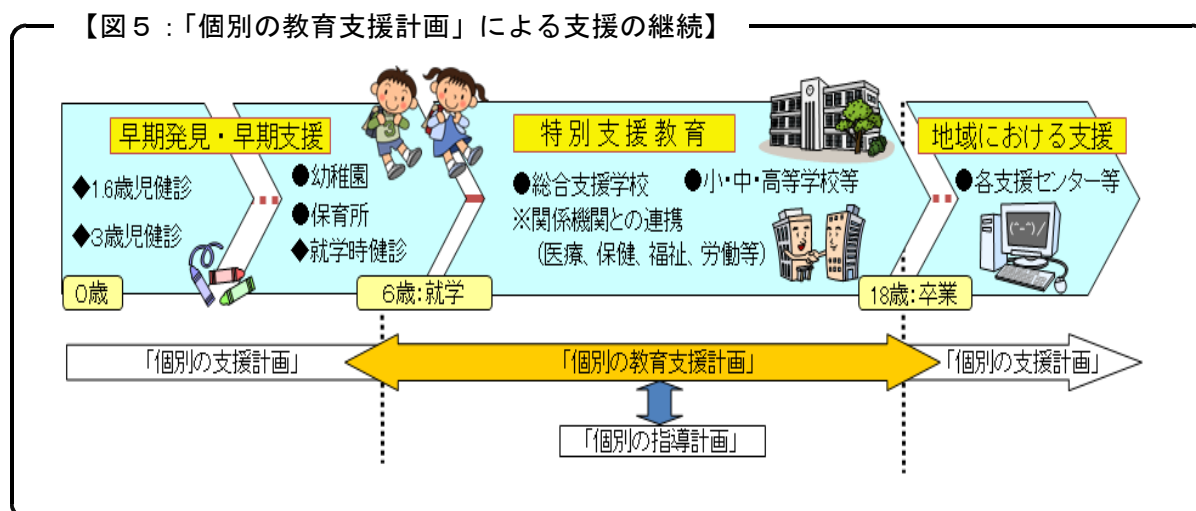 【図５：「個別の教育支援計画」による支援の継続】
早期発見・早期支援
特別支援教育
地域における支援
◆1.6歳児健診
◆3歳児健診
●幼稚園
●保育所
◆就学時健診
●総合支援学校 ●小・中・高等学校等
※関係機関との連携
（医療、保健、福祉、労働等）
●各支援センター等
(^-^)/
0歳
6歳:就学
18歳:卒業
「個別の支援計画」
「個別の教育支援計画」
「個別の支援計画」
「個別の指導計画」